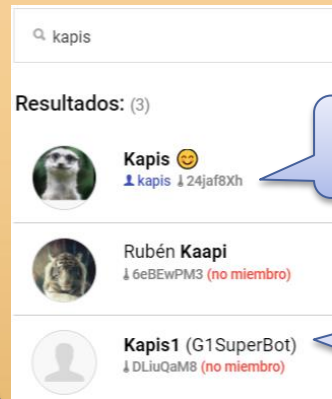 kapis
Resultados: (3)
Kapis 😊
kapis 24jaf8Xh
Rubén Kaapi
6eBEwPM3 (no miembro)
Kapis1 (G1SuperBot)
DLiuQaM8 (no miembro)